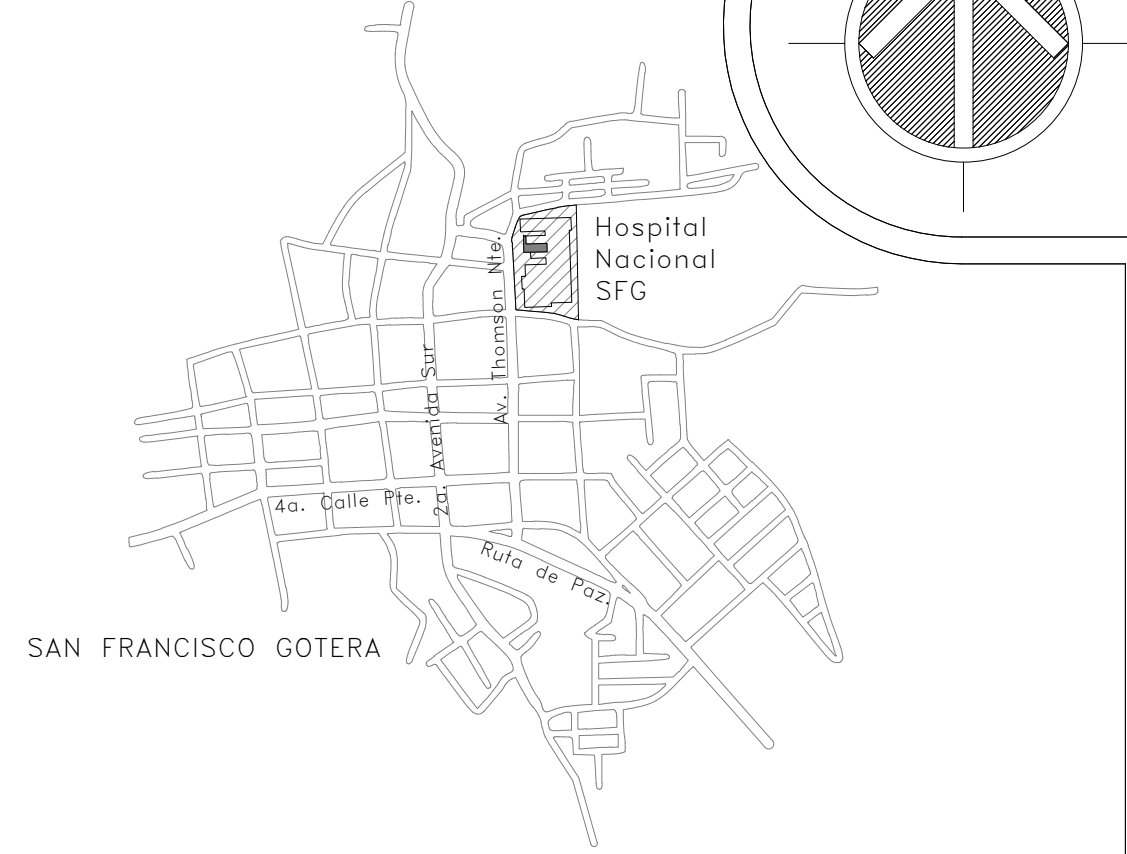 Hospital
Nacional
SFG
Av. Thomson Nte.
2a. Avenida Sur
4a. Calle Pte.
Ruta de Paz.
SAN FRANCISCO GOTERA